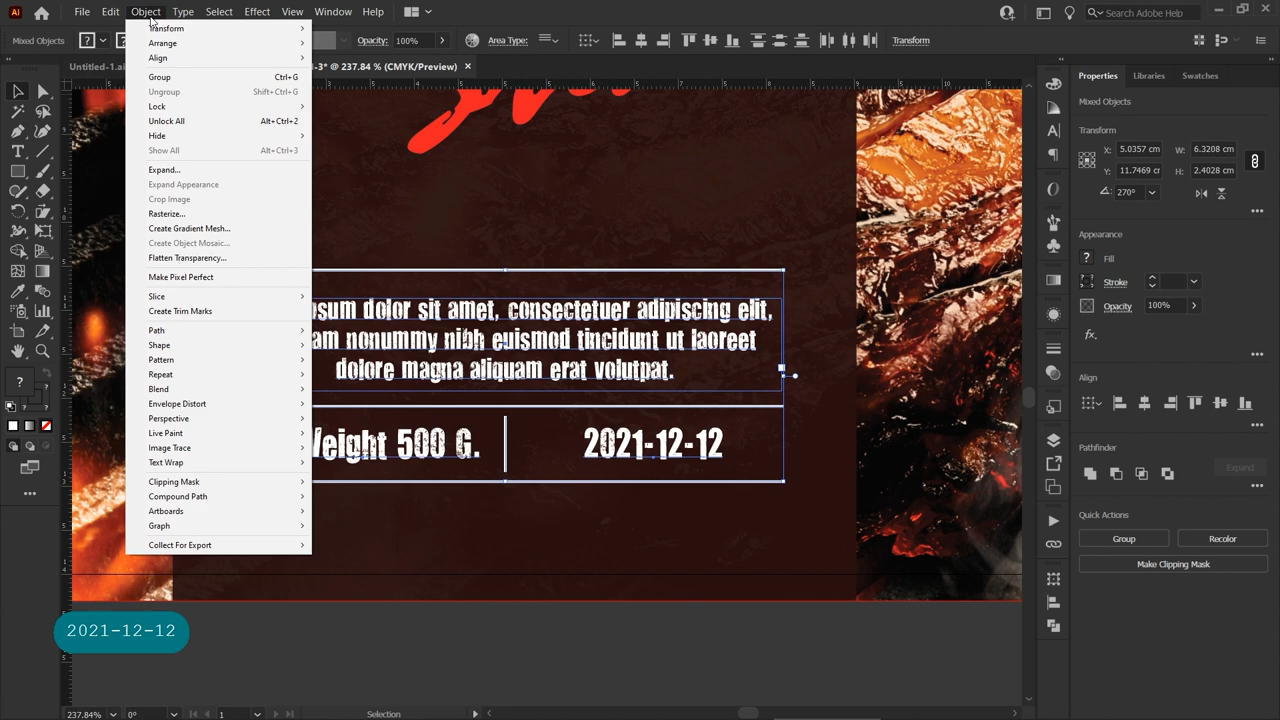 File Edit Object Type Select Effect View Window Help
Search Adobe Help
Mixed Objects
Opacity: 100%
Area Type:
Transform
Untitled-1.ai
-3* @ 237.84 % (CMYK/Preview)
Transform
Arrange
Align
Group Ctrl+G
Ungroup Shift+Ctrl+G
Lock
Unlock All Alt+Ctrl+2
Hide
Show All Alt+Ctrl+3
Expand...
Expand Appearance
Crop Image
Rasterize...
Create Gradient Mesh...
Create Object Mosaic...
Flatten Transparency...
Make Pixel Perfect
Slice
Create Trim Marks
Path
Shape
Pattern
Repeat
Blend
Envelope Distort
Perspective
Live Paint
Image Trace
Text Wrap
Clipping Mask
Compound Path
Artboards
Graph
Collect For Export
psum dolor sit amet, consectetuer adipiscing elit,
am nonummy nibh euismod tincidunt ut laoreet
dolore magna aliquam erat volutpat.
Weight 500 G.
2021-12-12
2021-12-12
Properties Libraries Swatches
Mixed Objects
Transform
X: 5.0357 cm W: 6.3208 cm
Y: 11.7469 cr H: 2.4028 cm
270°
Appearance
Fill
Stroke
Opacity 100%
fx.
Align
Pathfinder
Expand
Quick Actions
Group Recolor
Make Clipping Mask
237.84% 0° 1 Selection